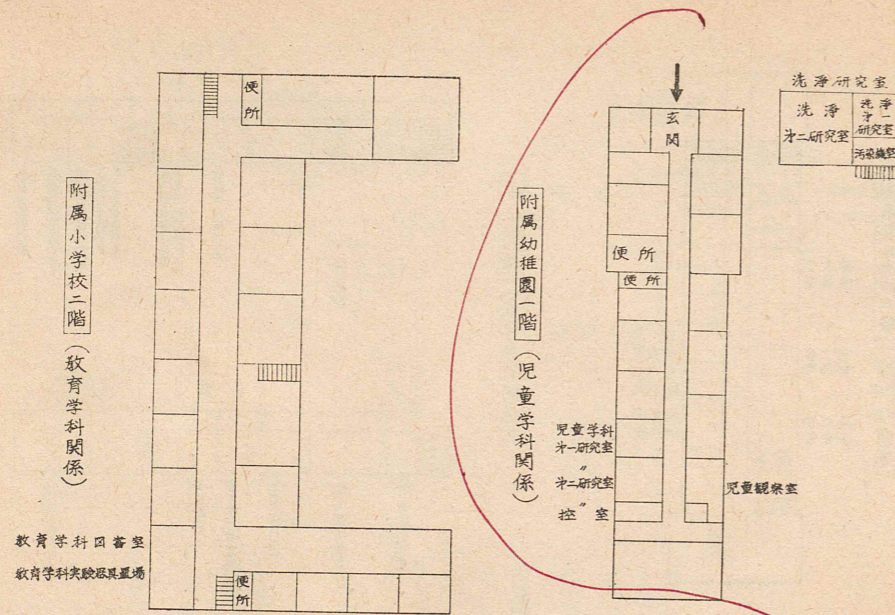 洗浄研究室
洗浄
才二研究室
洗浄
才一
研究室
汚染織室
玄関
附属幼稚園一階
(児童学科関係)
便所
便所
児童学科
才一研究室
〃
才二研究室
〃
控室
児童観察室
附属小学校二階
(教育学科関係)
便所
教育学科図書室
教育学科実験器具置場
便所